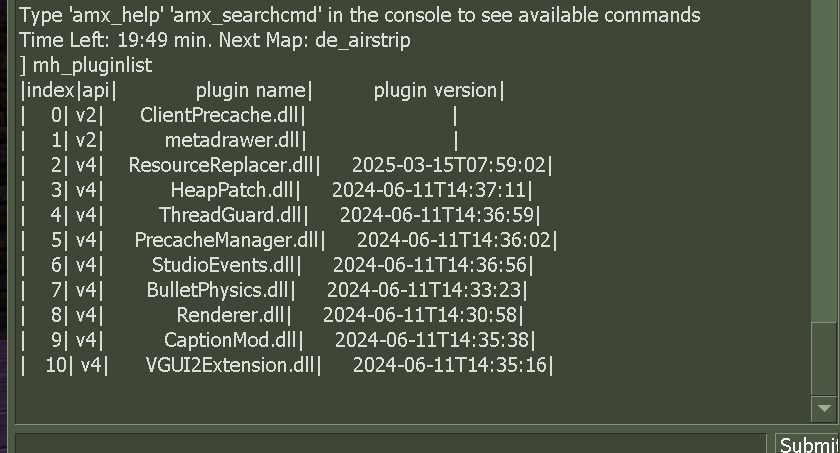 Type 'amx_help' 'amx_searchcmd' in the console to see available commands
Time Left: 19:49 min. Next Map: de_airstrip
] mh_pluginlist
|index|api| plugin name| plugin version|
| 0| v2| ClientPrecache.dll| |
| 1| v2| metadrawer.dll| |
| 2| v4| ResourceReplacer.dll| 2025-03-15T07:59:02|
| 3| v4| HeapPatch.dll| 2024-06-11T14:37:11|
| 4| v4| ThreadGuard.dll| 2024-06-11T14:36:59|
| 5| v4| PrecacheManager.dll| 2024-06-11T14:36:02|
| 6| v4| StudioEvents.dll| 2024-06-11T14:36:56|
| 7| v4| BulletPhysics.dll| 2024-06-11T14:33:23|
| 8| v4| Renderer.dll| 2024-06-11T14:30:58|
| 9| v4| CaptionMod.dll| 2024-06-11T14:35:38|
| 10| v4| VGUI2Extension.dll| 2024-06-11T14:35:16|
Submit